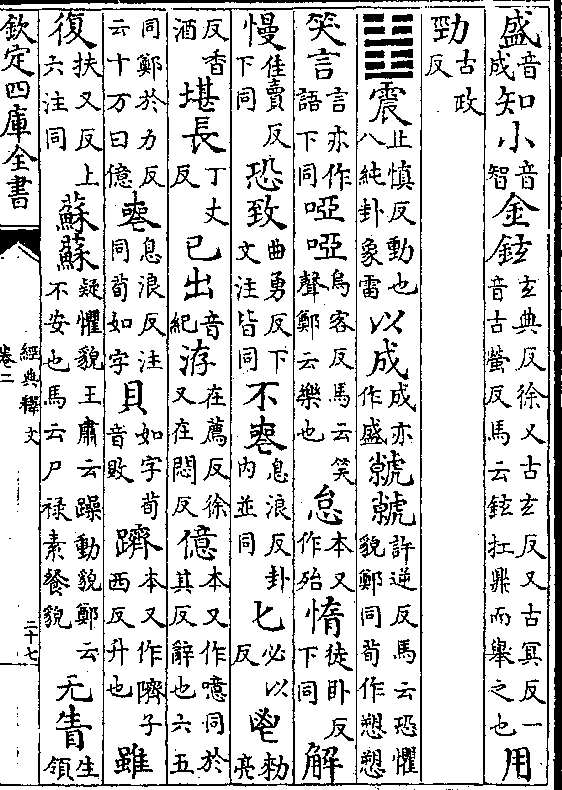 盛音成知小音智金鉉玄典反徐又古玄反又古冥反一音古螢反馬云鉉扛鼎而舉之也用
勁古政反
䷲震止慎反動也八純卦象雷以成成亦作盛虩虩許逆反馬云恐懼貌鄭同荀作愬愬
笑言言亦作語下同啞啞烏客反馬云笑聲鄭云樂也怠本又作殆惰徒卧反下同解
慢佳賣反下同恐致曲勇反下文注皆同不喪息浪反卦内並同匕必以反鬯勑亮
反香酒堪長丁丈反已出音紀洊在薦反徐又在悶反億本又作噫同於其反辭也六五
同鄭於力反云十万曰億喪息浪反注同荀如字貝如字荀音敗躋本又作隮子西反升也雖
復扶又反上六注同蘇蘇疑懼貌王肅云躁動貌鄭云不安也馬云尸禄素餐貌无眚生領
欽定四庫全書
經典釋文
卷二
二十七